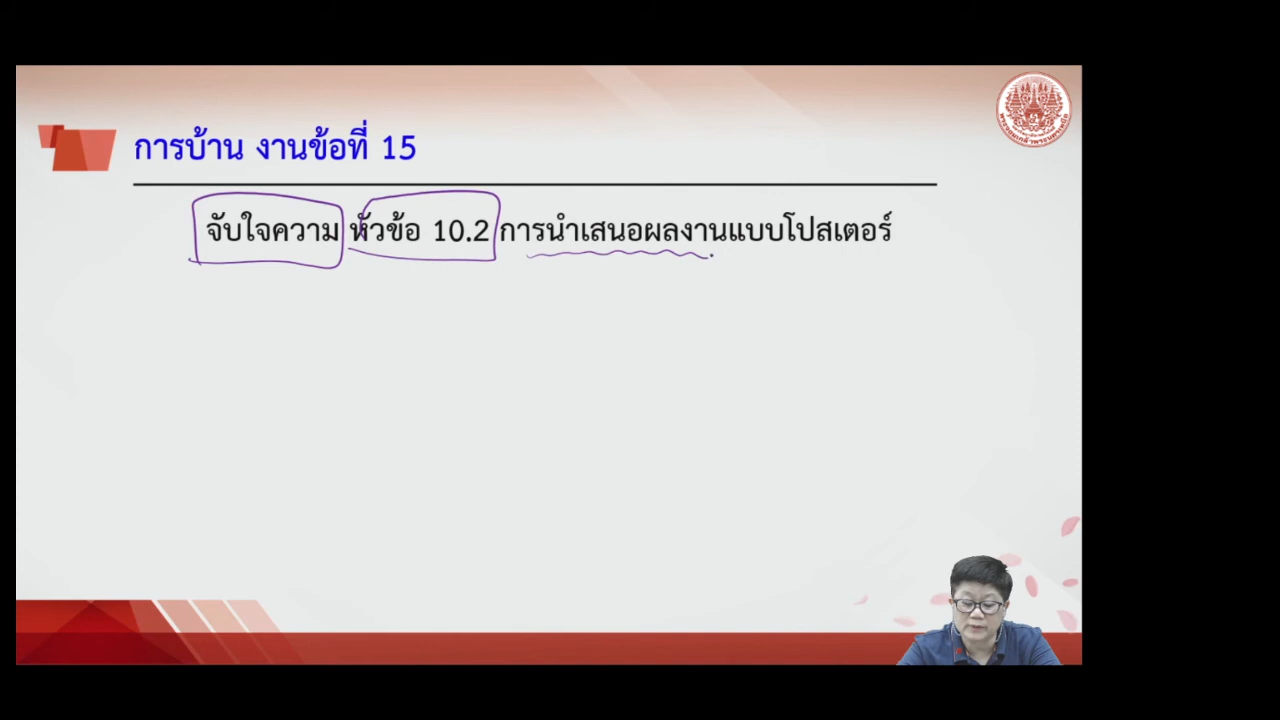 การบ้าน งานข้อที่ 15
จับใจความ หัวข้อ 10.2 การนำเสนอผลงานแบบโปสเตอร์